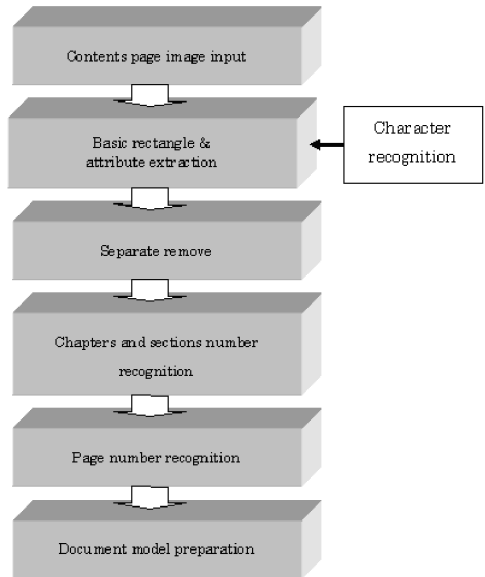 Contents page image input
Basic rectangle &
attribute extraction
Character
recognition
Separate remove
Chapters and sections number
recognition
Page number recognition
Document model preparation